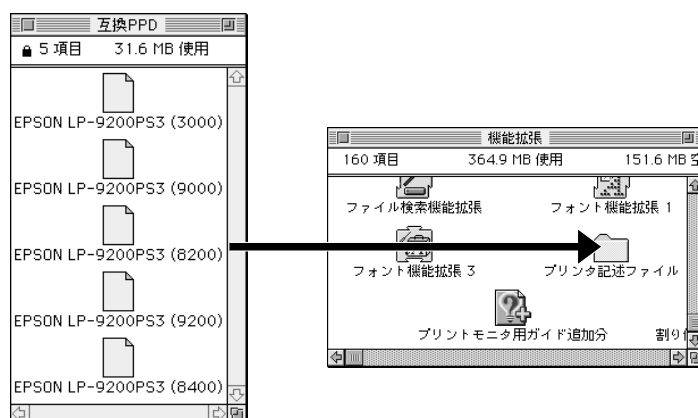 互換PPD
5 項目 31.6 MB 使用
EPSON LP-9200PS3 (3000)
EPSON LP-9200PS3 (9000)
EPSON LP-9200PS3 (8200)
EPSON LP-9200PS3 (9200)
EPSON LP-9200PS3 (8400)
機能拡張
160 項目 364.9 MB 使用 151.6 MB
ファイル検索機能拡張 フォント機能拡張 1
フォント機能拡張 3 プリンタ記述ファイル
プリントモニタ用ガイド追加分 割り